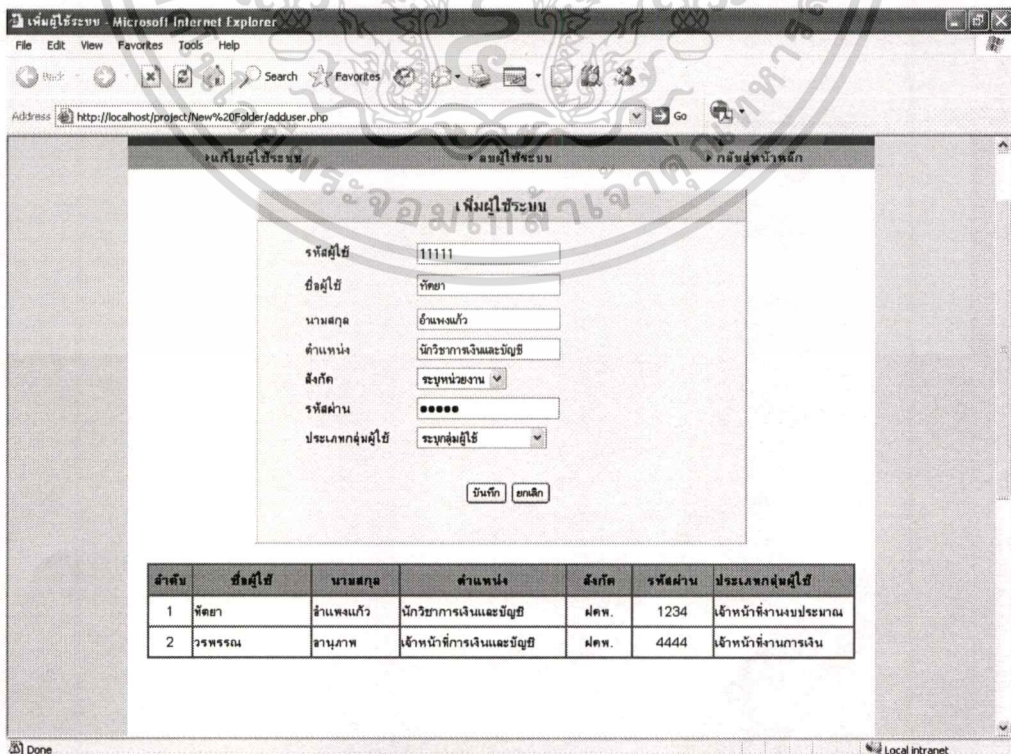 เพิ่มผู้ใช้ระบบ - Microsoft Internet Explorer
File Edit View Favorites Tools Help
Back Search Favorites
Address http://localhost/project/New%20Folder/adduser.php Go
แก้ไขผู้ใช้ระบบ ลบผู้ใช้ระบบ กลับสู่หน้าหลัก
เพิ่มผู้ใช้ระบบ
รหัสผู้ใช้ 11111
ชื่อผู้ใช้ ทัตยา
นามสกุล อำแพงแก้ว
ตำแหน่ง นักวิชาการเงินและบัญชี
สังกัด ระบุหน่วยงาน
รหัสผ่าน •••••
ประเภทกลุ่มผู้ใช้ ระบุกลุ่มผู้ใช้
บันทึก ยกเลิก
ลำดับ ชื่อผู้ใช้ นามสกุล ตำแหน่ง สังกัด รหัสผ่าน ประเภทกลุ่มผู้ใช้
1 ทัตยา อำแพงแก้ว นักวิชาการเงินและบัญชี ฝคพ. 1234 เจ้าหน้าที่งานงบประมาณ
2 วรพรรณ อานุภาพ เจ้าหน้าที่การเงินและบัญชี ฝคพ. 4444 เจ้าหน้าที่งานการเงิน
Done Local intranet